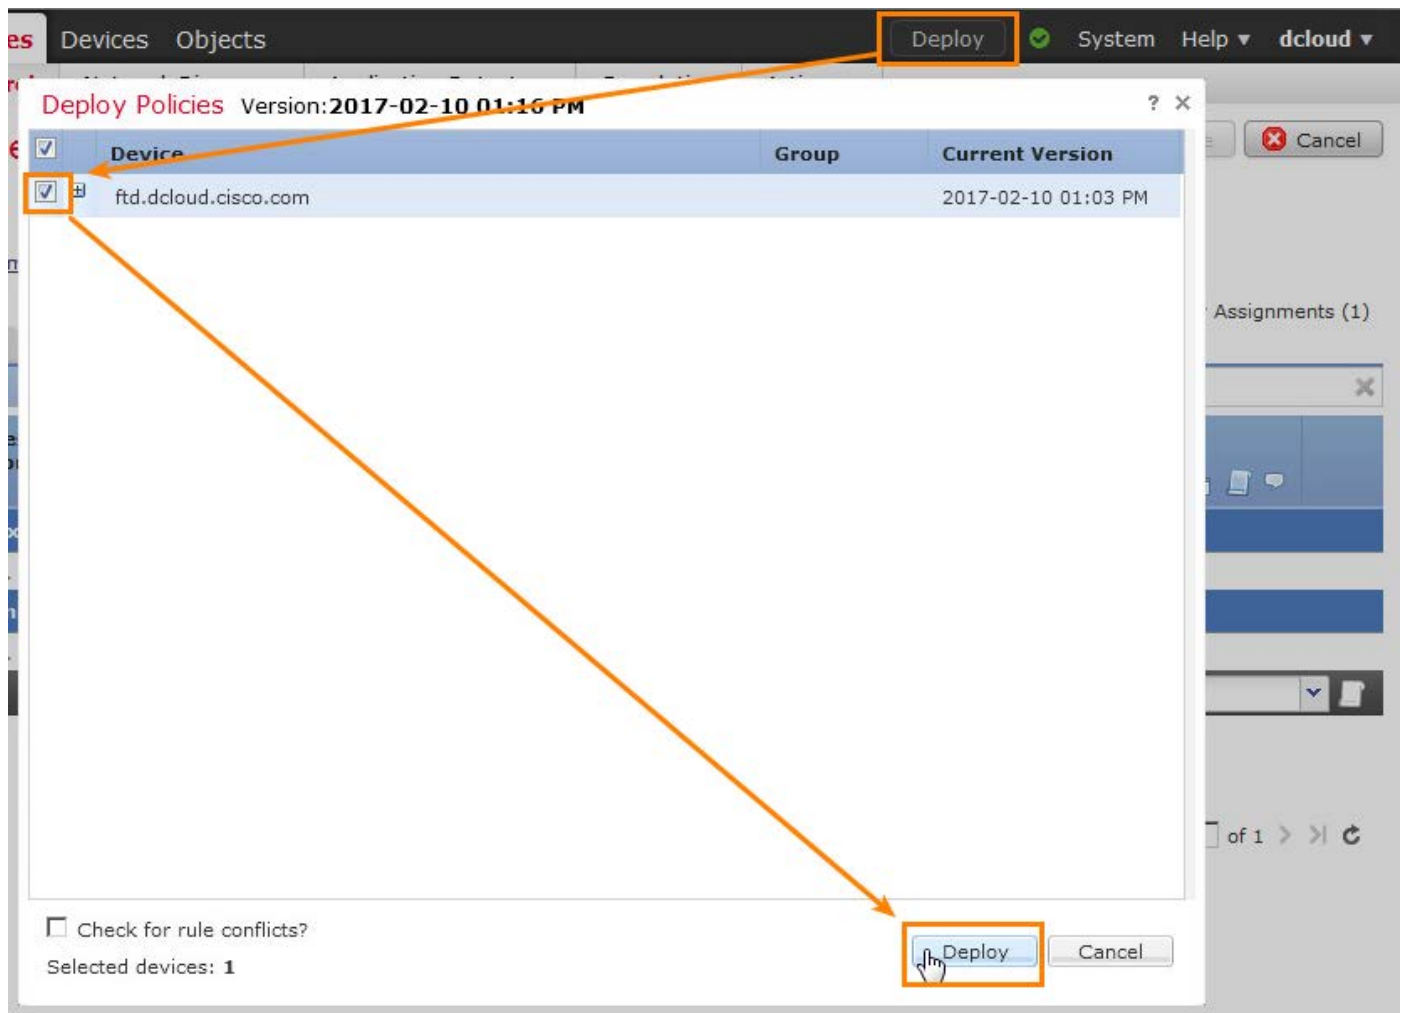 es Devices Objects Deploy System Help dcloud
Deploy Policies Version:2017-02-10 01:16 PM ? ×
Cancel
Device Group Current Version
ftd.dcloud.cisco.com 2017-02-10 01:03 PM
Assignments (1)
of 1
Check for rule conflicts?
Selected devices: 1
Deploy Cancel